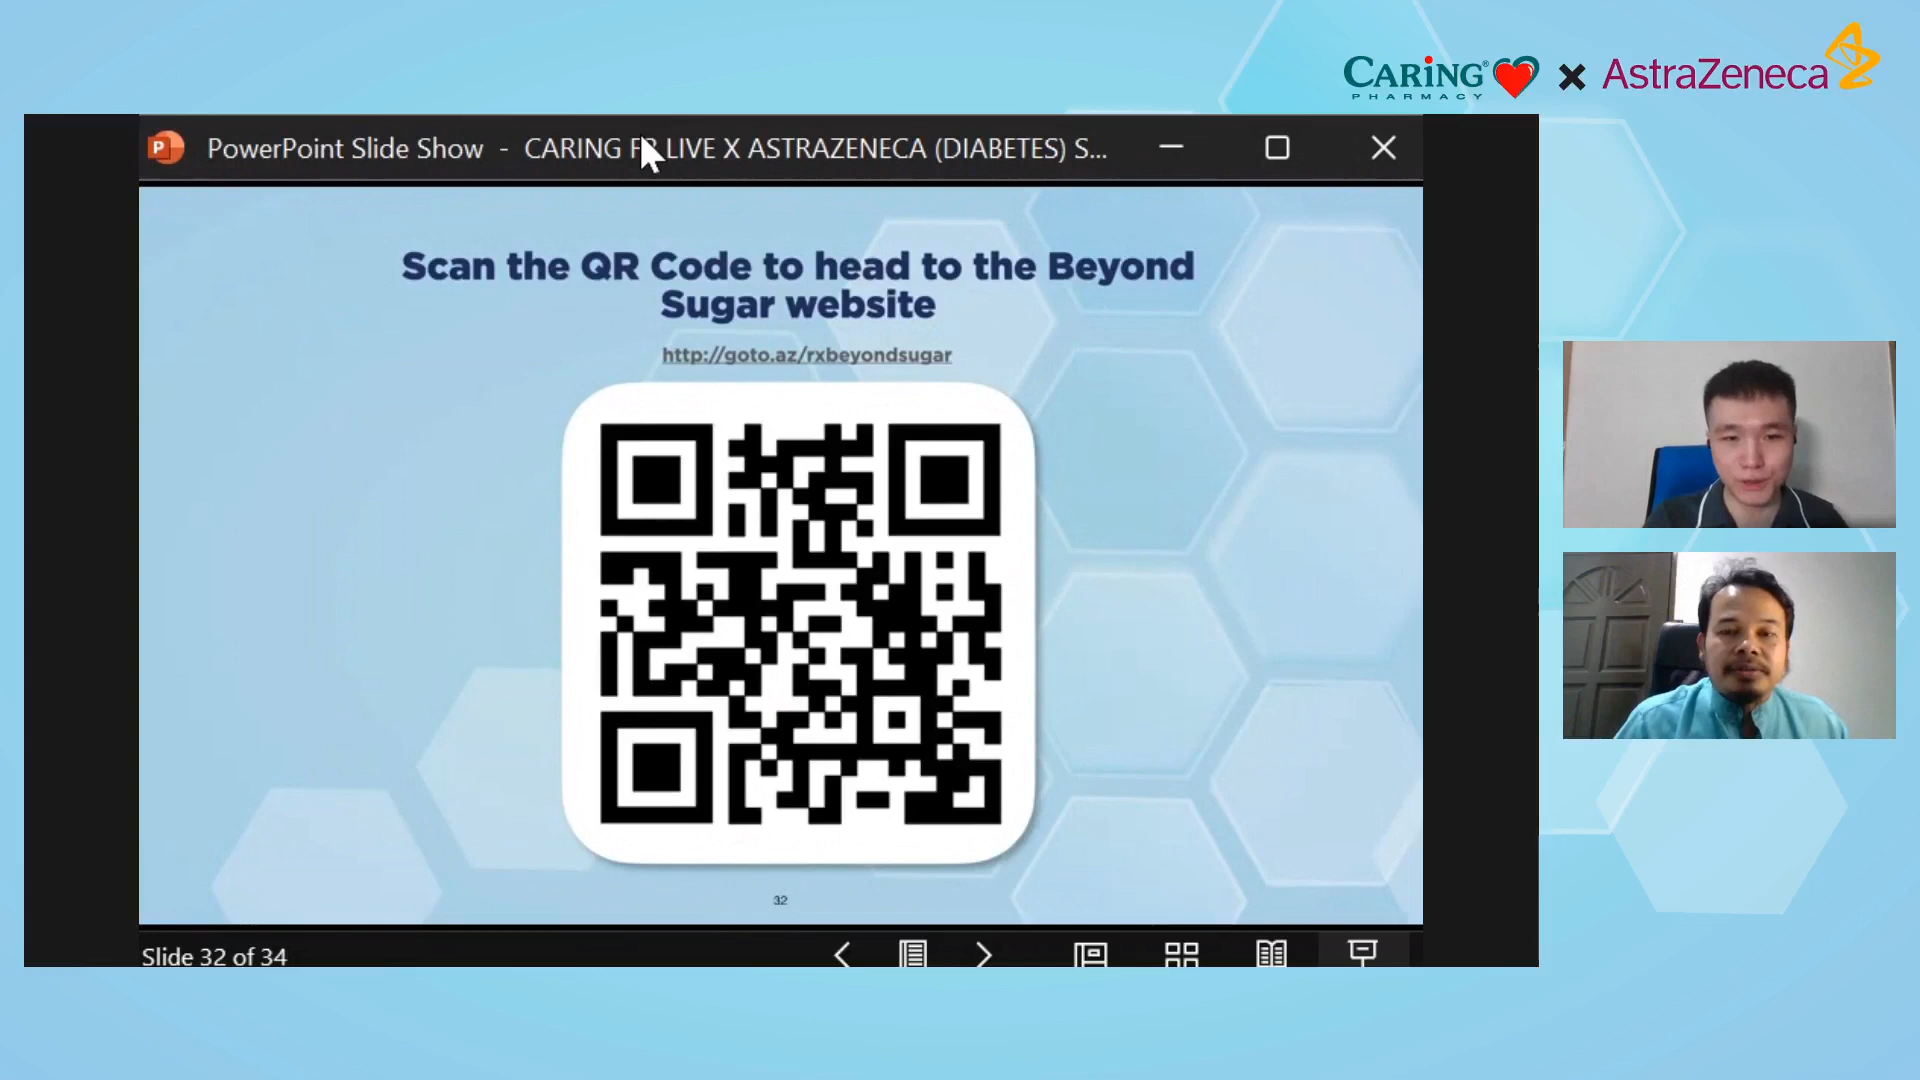 CARiNG
PHARMACY
AstraZeneca
PowerPoint Slide Show - CARING FB LIVE X ASTRAZENECA (DIABETES) S...
Scan the QR Code to head to the Beyond
Sugar website
http://goto.az/rxbeyondsugar
32
Slide 32 of 34